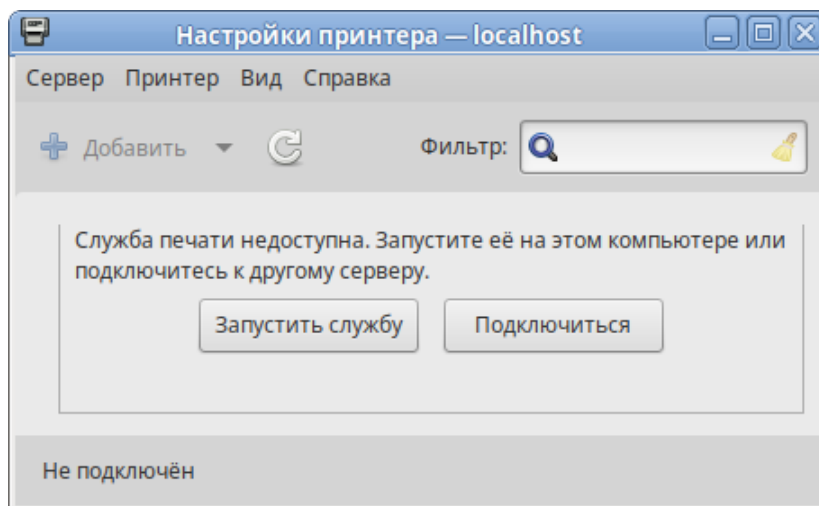 Настройки принтера — localhost
Сервер Принтер Вид Справка
Добавить Фильтр:
Служба печати недоступна. Запустите её на этом компьютере или
подключитесь к другому серверу.
Запустить службу Подключиться
Не подключён